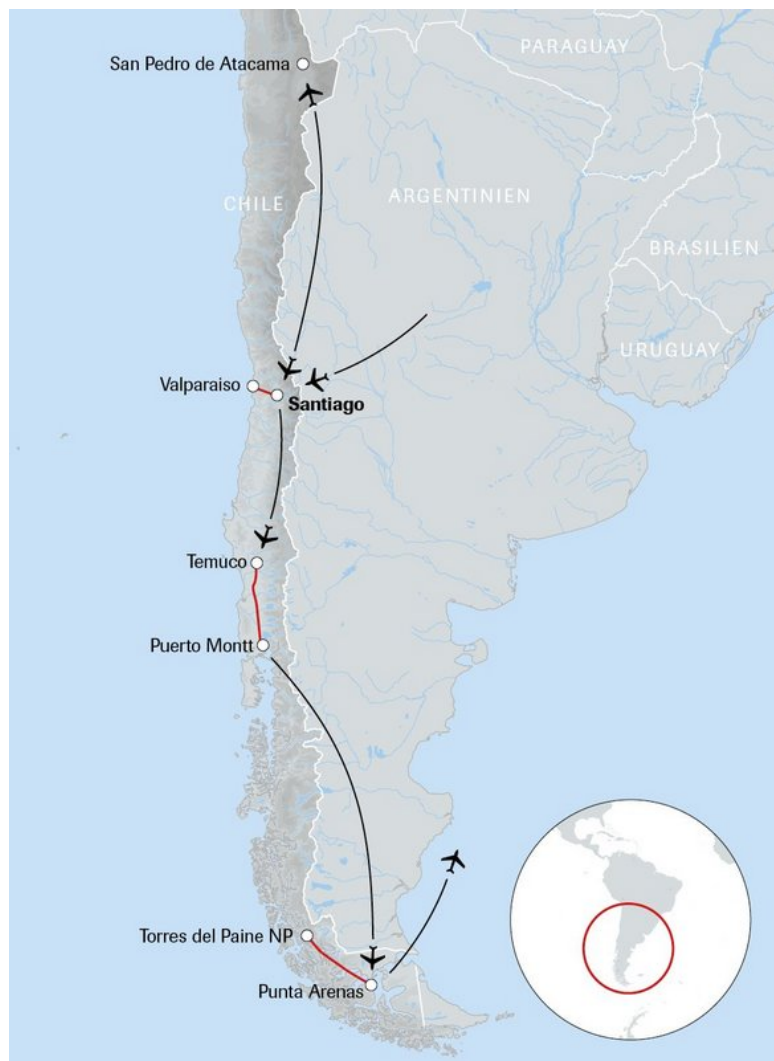 PARAGUAY
San Pedro de Atacama
CHILE
ARGENTINIEN
BRASILIEN
URUGUAY
Valparaiso
Santiago
Temuco
Puerto Montt
Torres del Paine NP
Punta Arenas